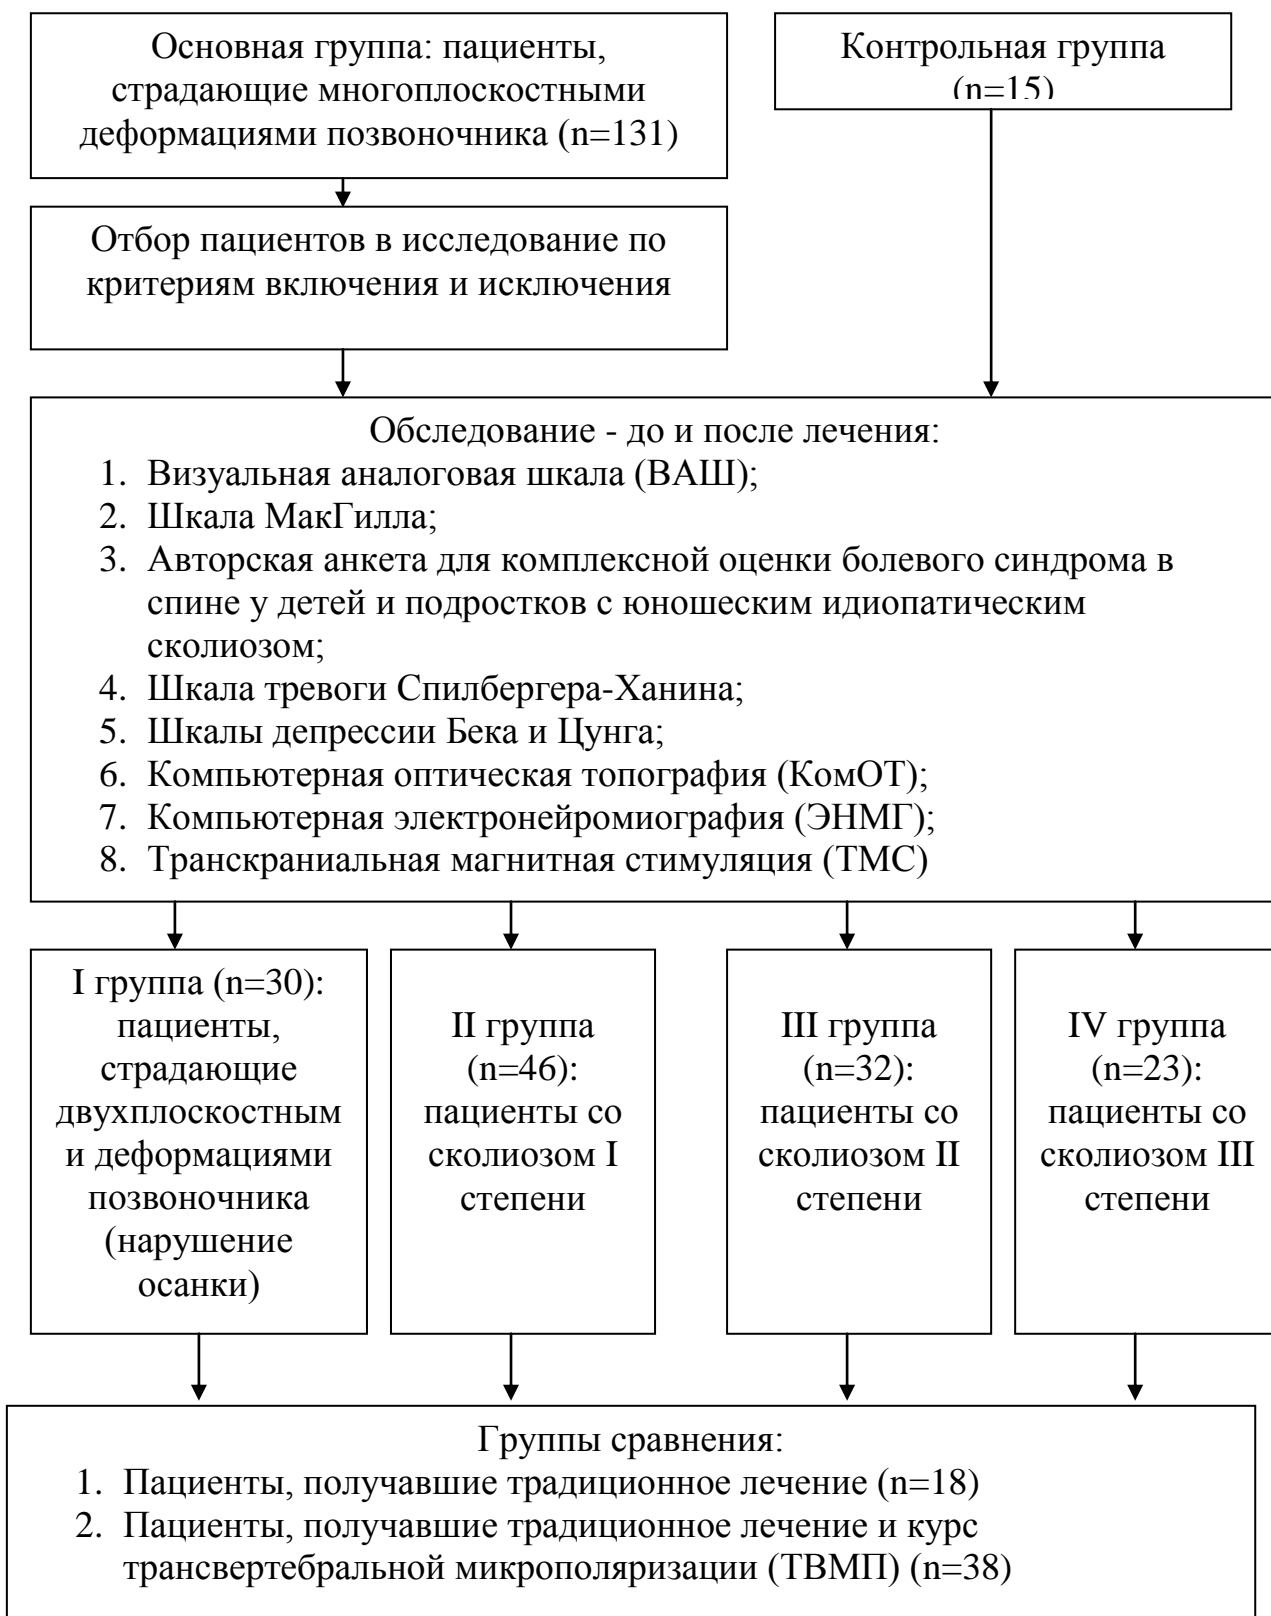 Основная группа: пациенты,
страдающие многоплоскостными
деформациями позвоночника (n=131)
Контрольная группа
(n=15)
Отбор пациентов в исследование по
критериям включения и исключения
Обследование - до и после лечения:
1. Визуальная аналоговая шкала (ВАШ);
2. Шкала МакГилла;
3. Авторская анкета для комплексной оценки болевого синдрома в
спине у детей и подростков с юношеским идиопатическим
сколиозом;
4. Шкала тревоги Спилбергера-Ханина;
5. Шкалы депрессии Бека и Цунга;
6. Компьютерная оптическая топография (КомОТ);
7. Компьютерная электронейромиография (ЭНМГ);
8. Транскраниальная магнитная стимуляция (ТМС)
I группа (n=30):
пациенты,
страдающие
двухплоскостным
и деформациями
позвоночника
(нарушение
осанки)
II группа
(n=46):
пациенты со
сколиозом I
степени
III группа
(n=32):
пациенты со
сколиозом II
степени
IV группа
(n=23):
пациенты со
сколиозом III
степени
Группы сравнения:
1. Пациенты, получавшие традиционное лечение (n=18)
2. Пациенты, получавшие традиционное лечение и курс
трансвертебральной микрополяризации (ТВМП) (n=38)